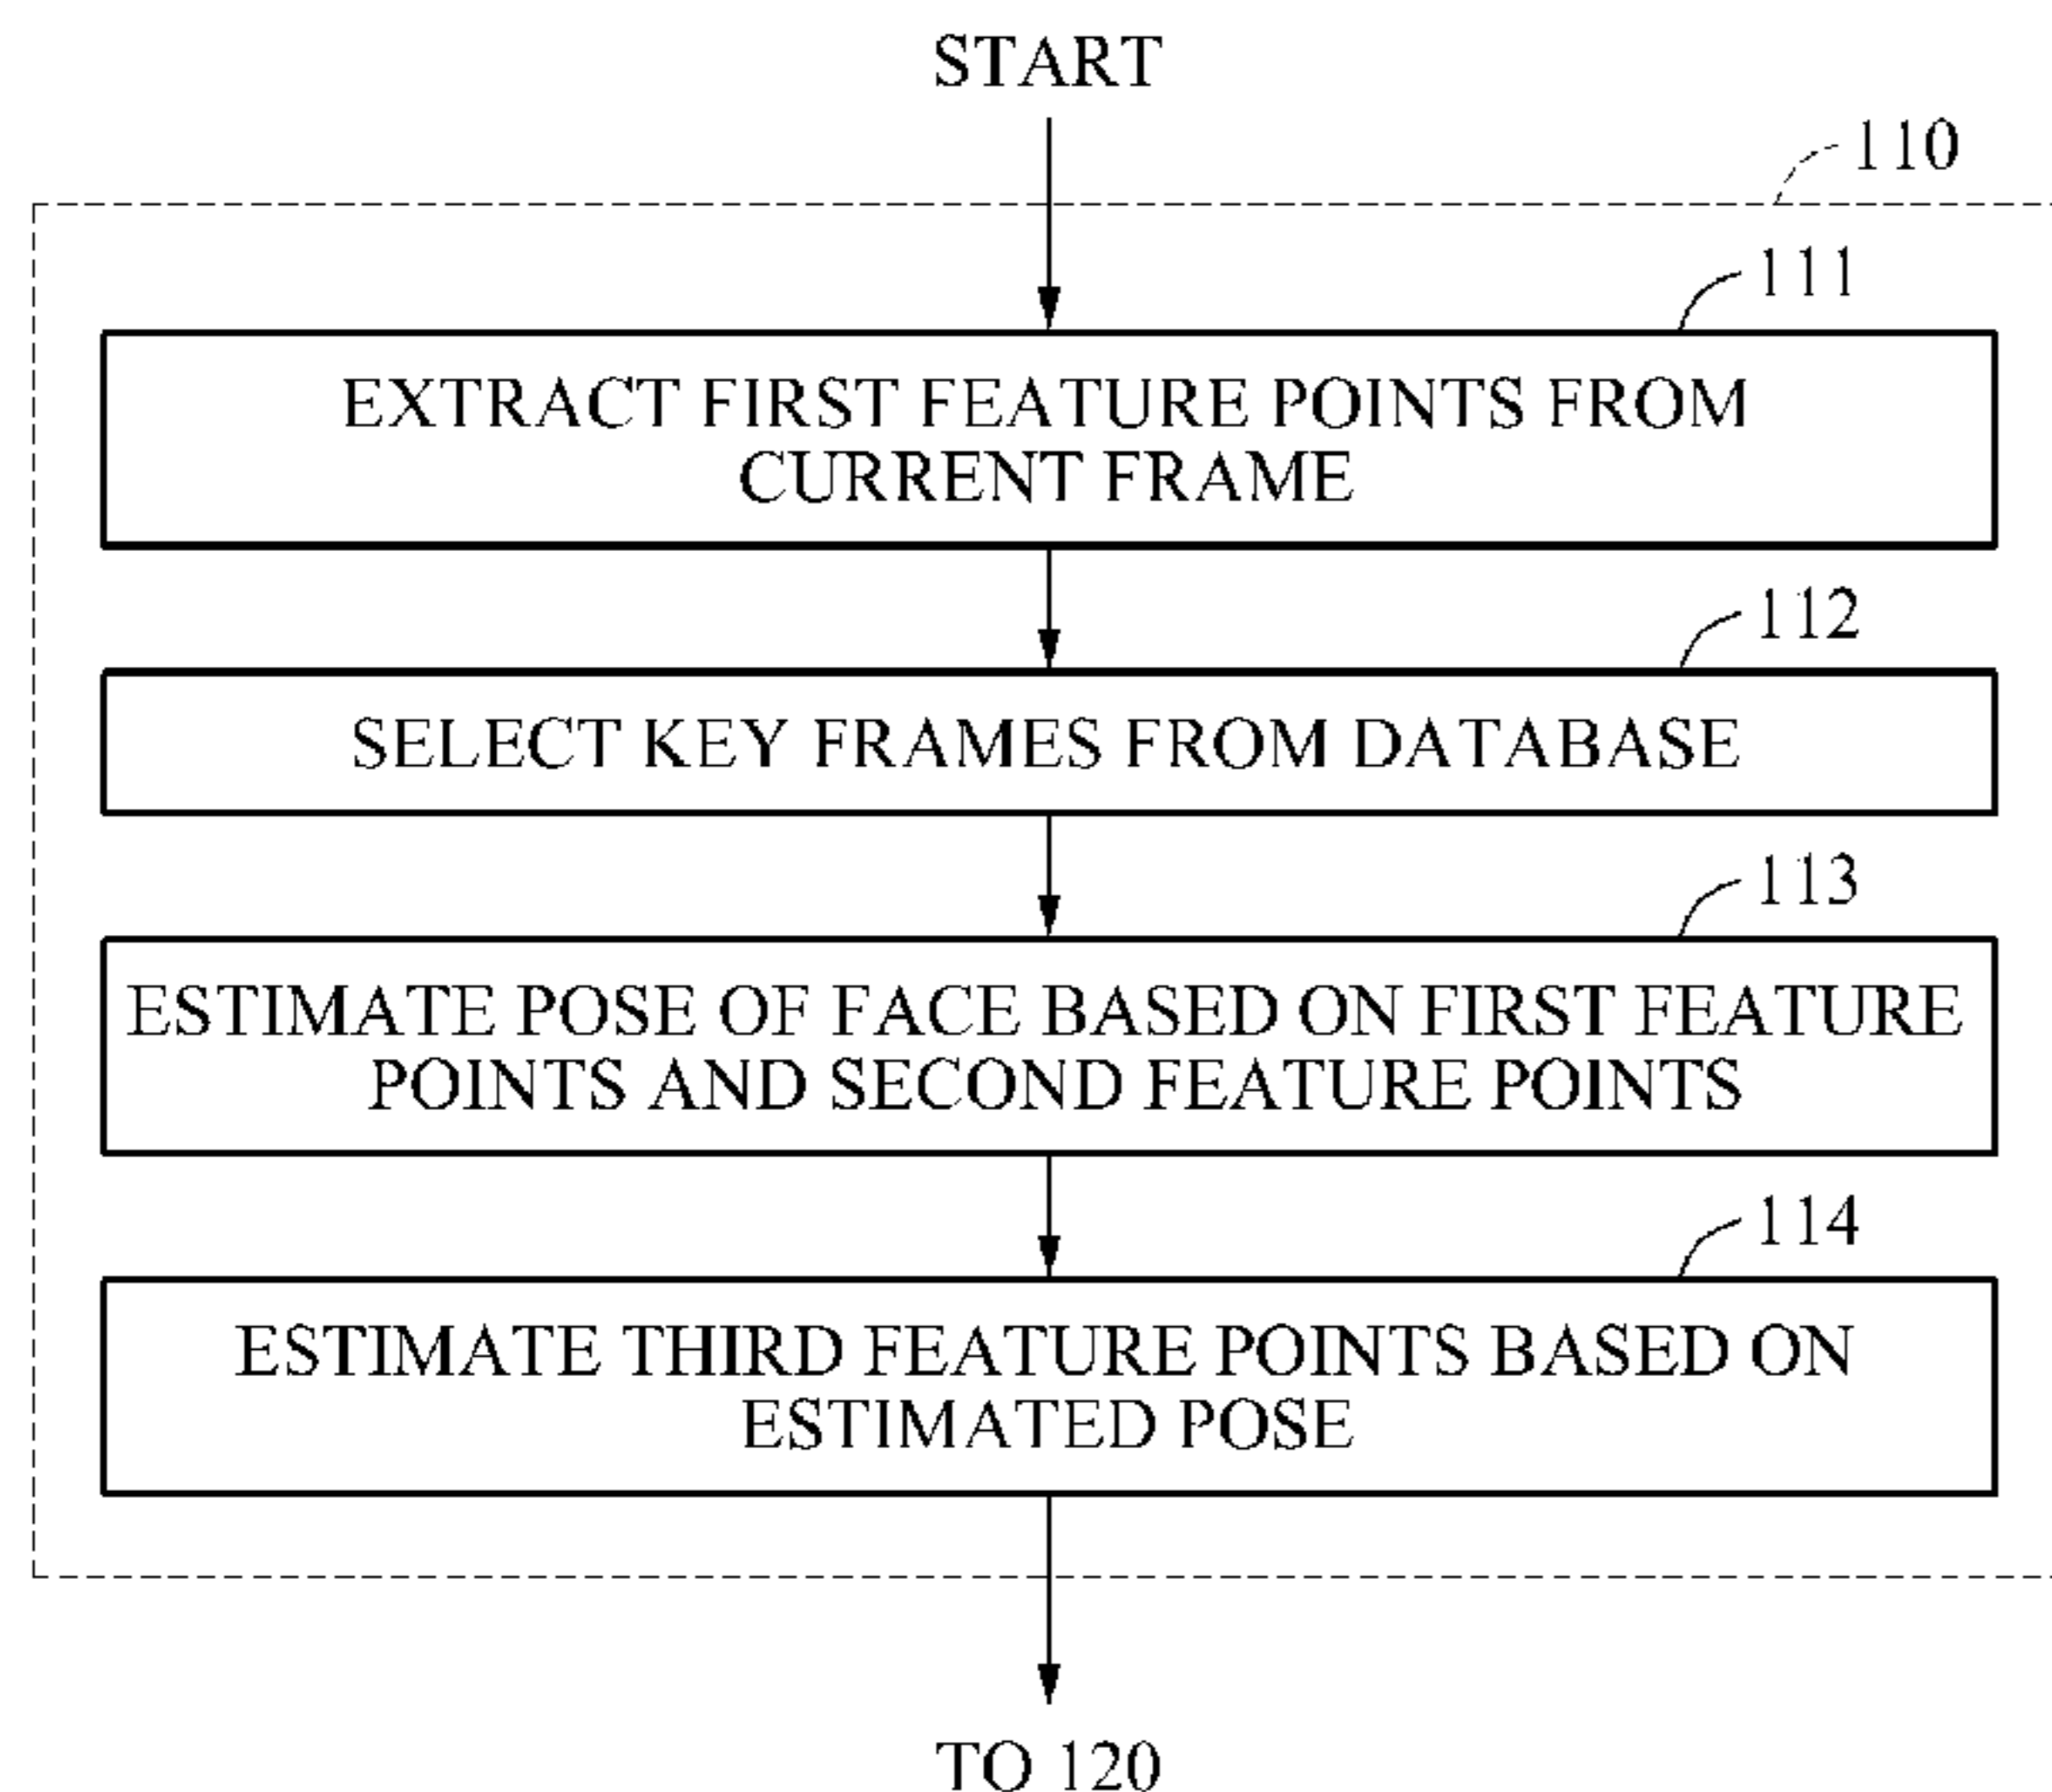 START
110
111
EXTRACT FIRST FEATURE POINTS FROM
CURRENT FRAME
112
SELECT KEY FRAMES FROM DATABASE
113
ESTIMATE POSE OF FACE BASED ON FIRST FEATURE
POINTS AND SECOND FEATURE POINTS
114
ESTIMATE THIRD FEATURE POINTS BASED ON
ESTIMATED POSE
TO 120